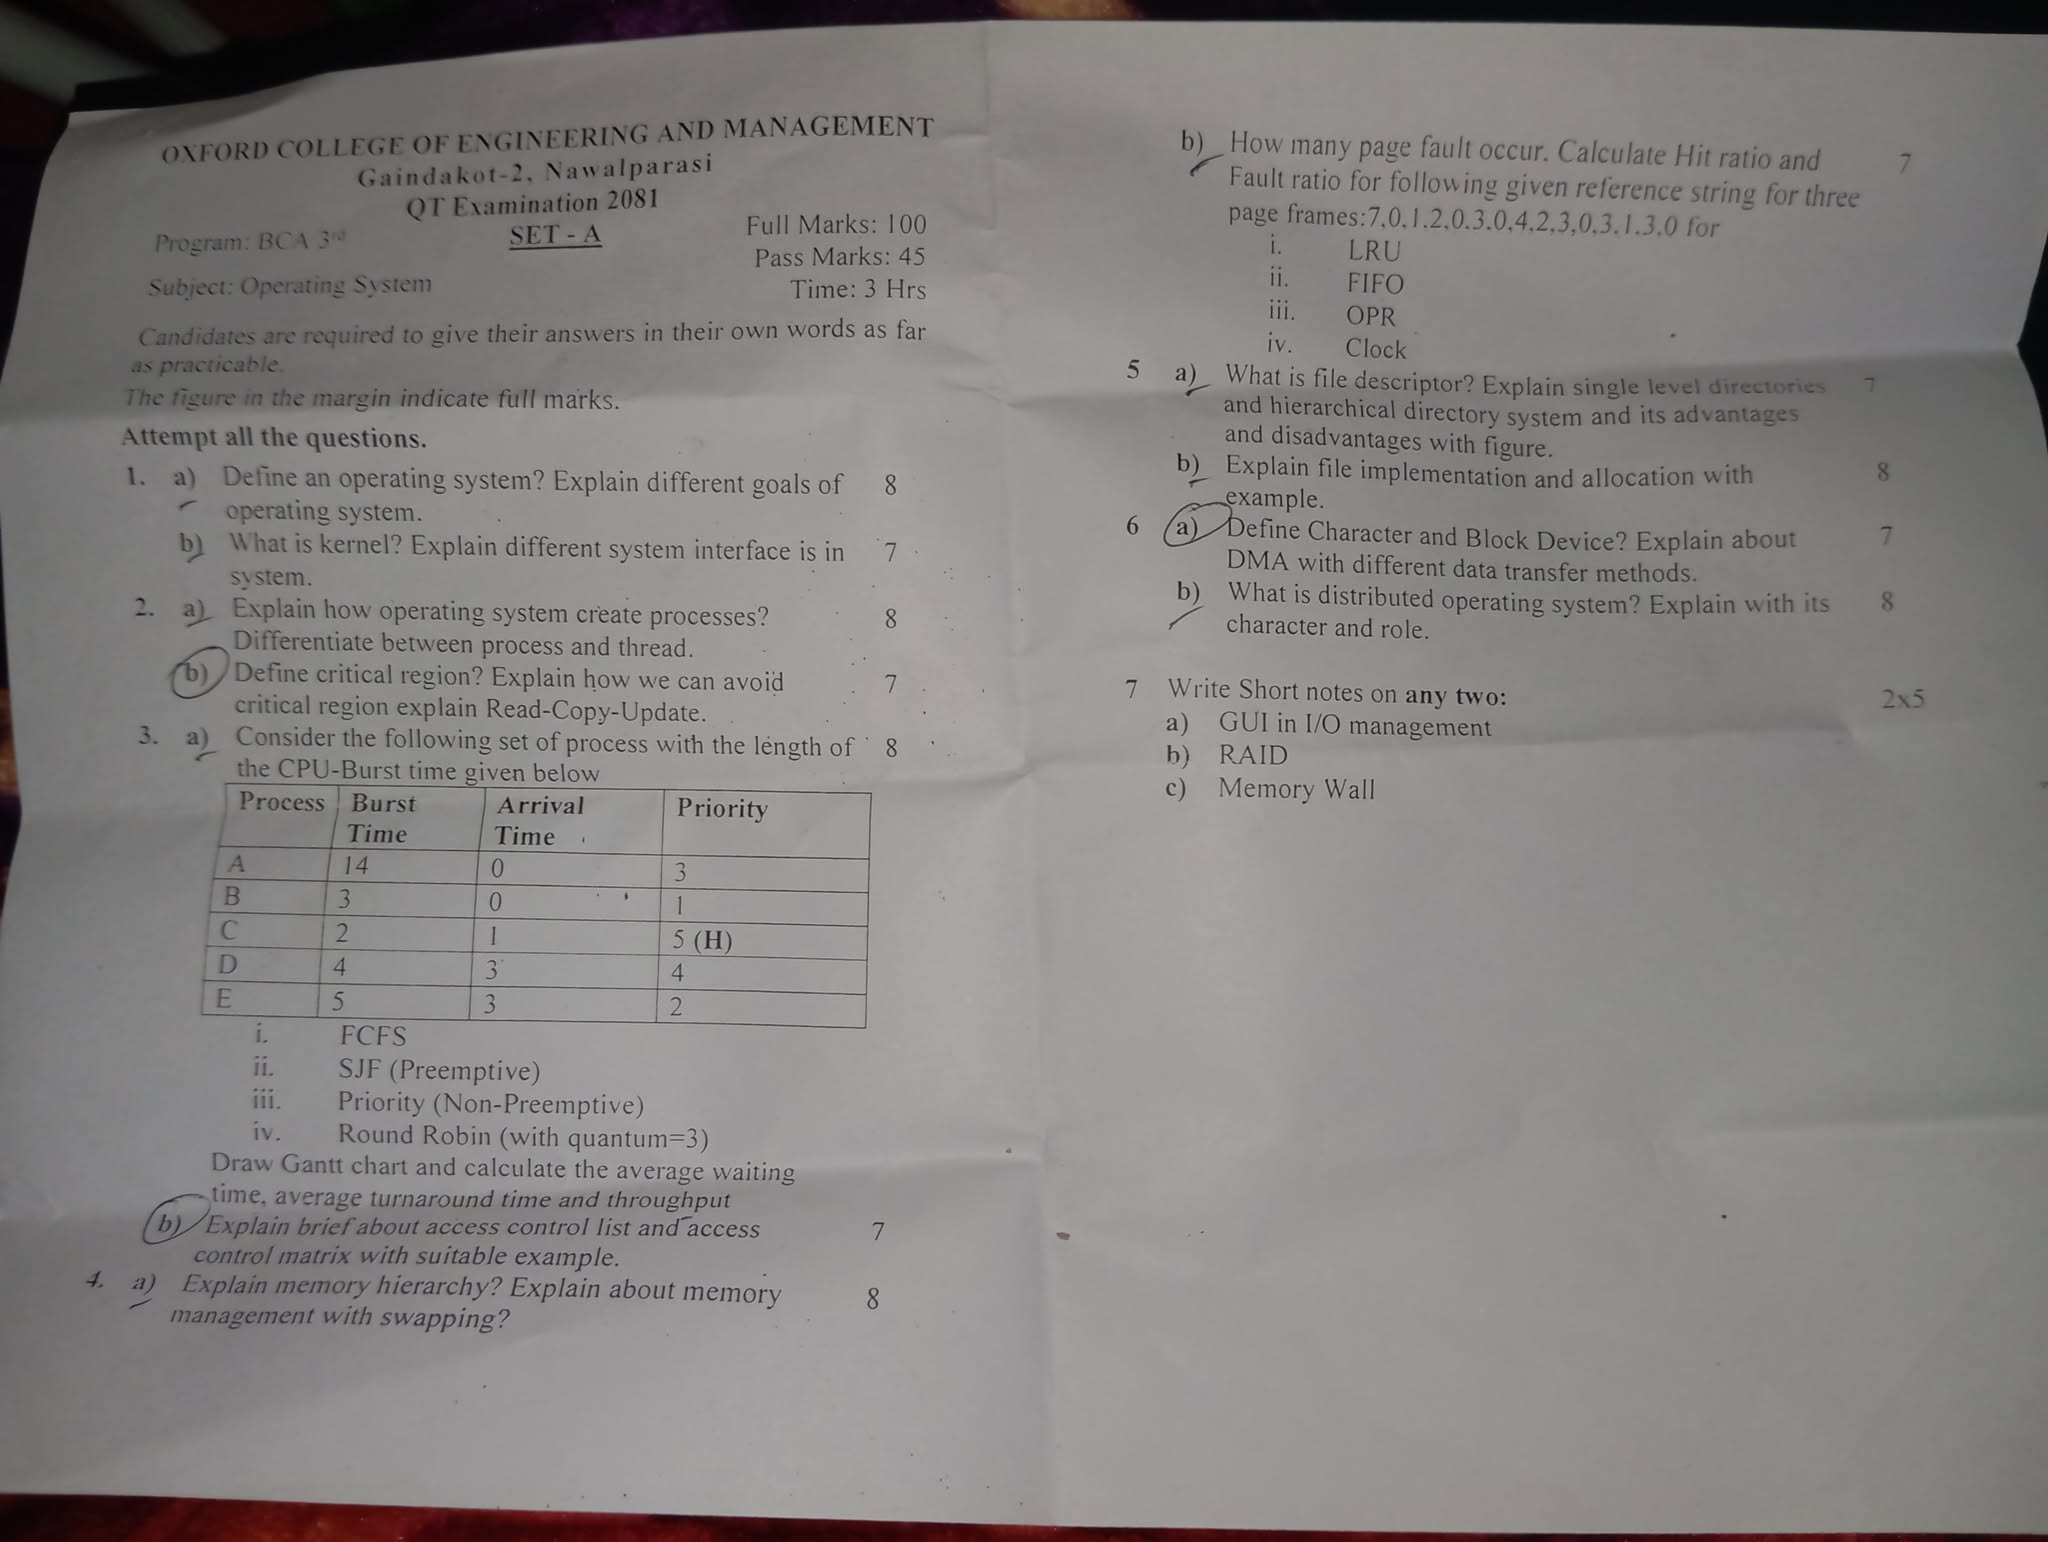 OXFORD COLLEGE OF ENGINEERING AND MANAGEMENT
Gaindakot-2, Nawalparasi
QT Examination 2081
Program: BCA 3rd SET - A Full Marks: 100
Pass Marks: 45
Subject: Operating System Time: 3 Hrs
Candidates are required to give their answers in their own words as far
as practicable.
The figure in the margin indicate full marks.
Attempt all the questions.
1. a) Define an operating system? Explain different goals of 8
operating system.
b) What is kernel? Explain different system interface is in 7
system.
2. a) Explain how operating system create processes? 8
Differentiate between process and thread.
b) Define critical region? Explain how we can avoid 7
critical region explain Read-Copy-Update.
3. a) Consider the following set of process with the length of 8
the CPU-Burst time given below
Process Burst Time Arrival Time Priority
A 14 0 3
B 3 0 1
C 2 1 5 (H)
D 4 3 4
E 5 3 2
i. FCFS
ii. SJF (Preemptive)
iii. Priority (Non-Preemptive)
iv. Round Robin (with quantum=3)
Draw Gantt chart and calculate the average waiting
time, average turnaround time and throughput
b) Explain brief about access control list and access 7
control matrix with suitable example.
4. a) Explain memory hierarchy? Explain about memory 8
management with swapping?
b) How many page fault occur. Calculate Hit ratio and 7
Fault ratio for following given reference string for three
page frames:7,0,1,2,0,3,0,4,2,3,0,3,1,3,0 for
i. LRU
ii. FIFO
iii. OPR
iv. Clock
5 a) What is file descriptor? Explain single level directories 7
and hierarchical directory system and its advantages
and disadvantages with figure.
b) Explain file implementation and allocation with 8
example.
6 a) Define Character and Block Device? Explain about 7
DMA with different data transfer methods.
b) What is distributed operating system? Explain with its 8
character and role.
7 Write Short notes on any two: 2x5
a) GUI in I/O management
b) RAID
c) Memory Wall